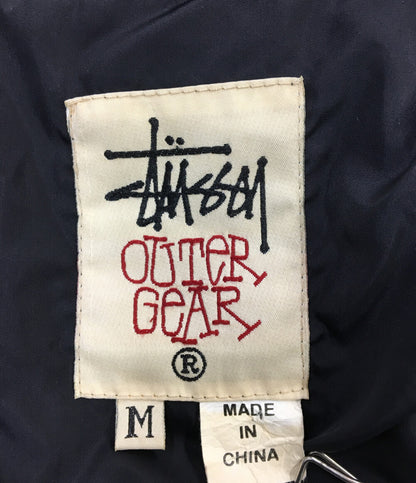 Stüssy
OUTER
GEAR
®
M
MADE
IN
CHINA